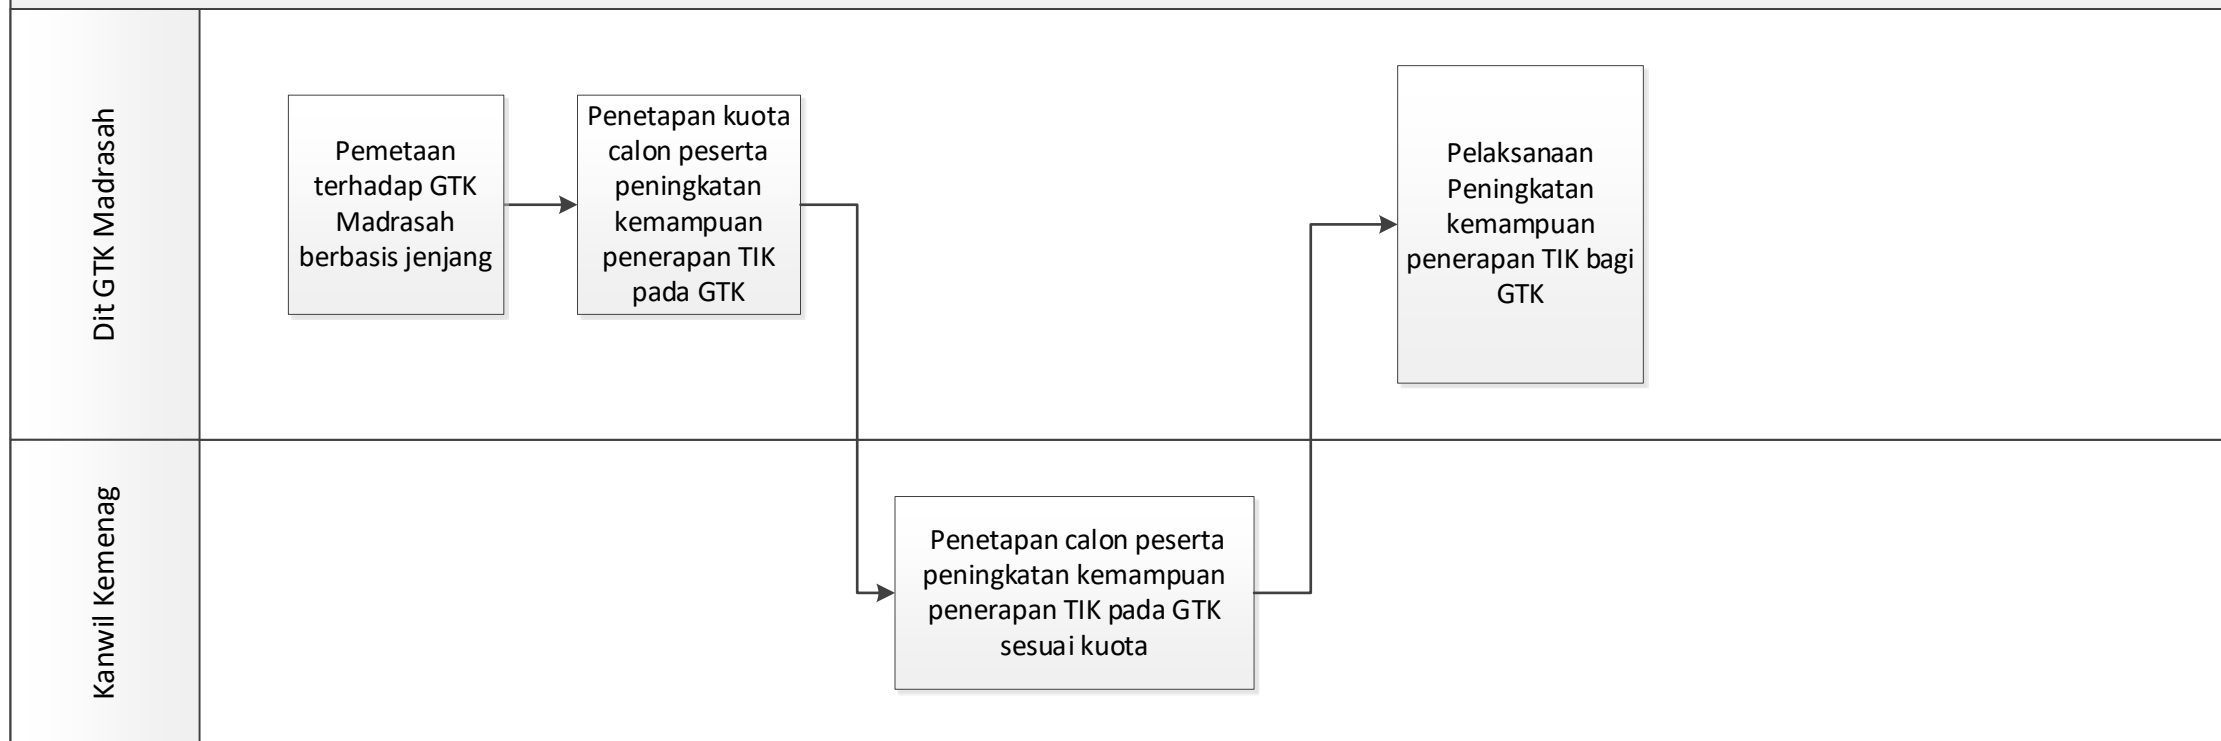 Dit GTK Madrasah
Pemetaan
terhadap GTK
Madrasah
berbasis jenjang
Penetapan kuota
calon peserta
peningkatan
kemampuan
penerapan TIK
pada GTK
Pelaksanaan
Peningkatan
kemampuan
penerapan TIK bagi
GTK
Kanwil Kemenag
Penetapan calon peserta
peningkatan kemampuan
penerapan TIK pada GTK
sesuai kuota